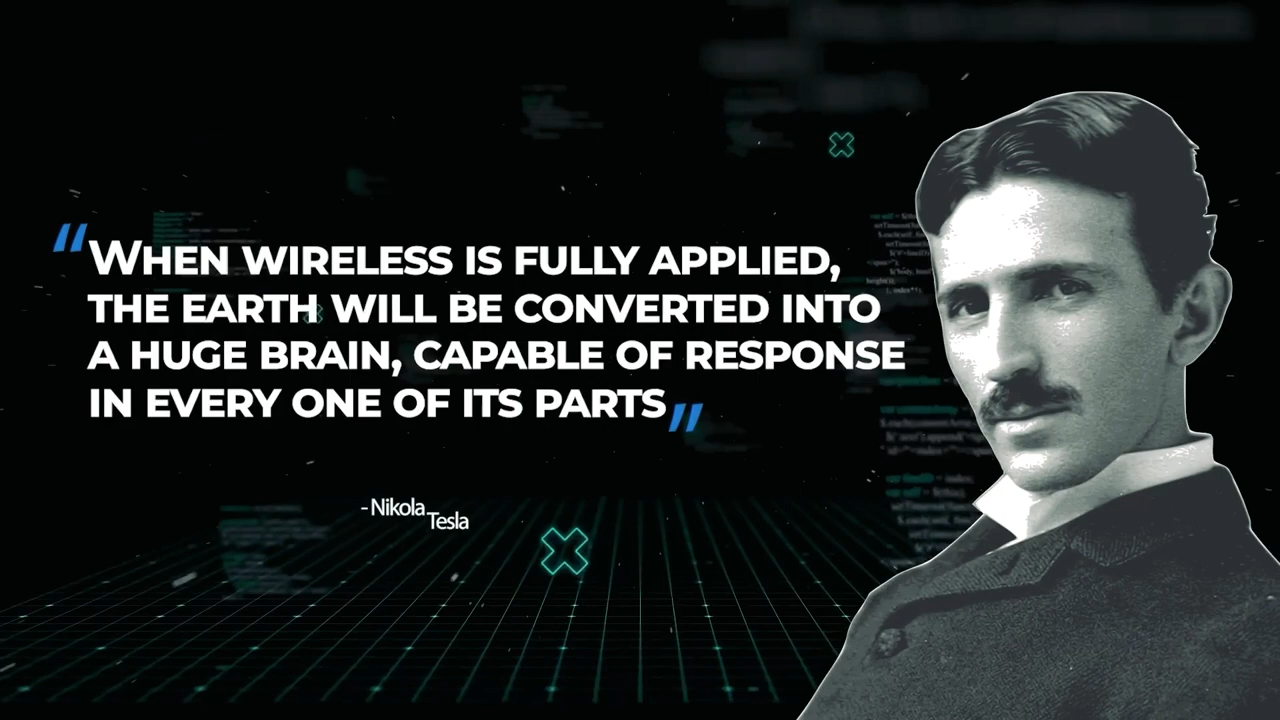 “WHEN WIRELESS IS FULLY APPLIED,
THE EARTH WILL BE CONVERTED INTO
A HUGE BRAIN, CAPABLE OF RESPONSE
IN EVERY ONE OF ITS PARTS”
- Nikola Tesla